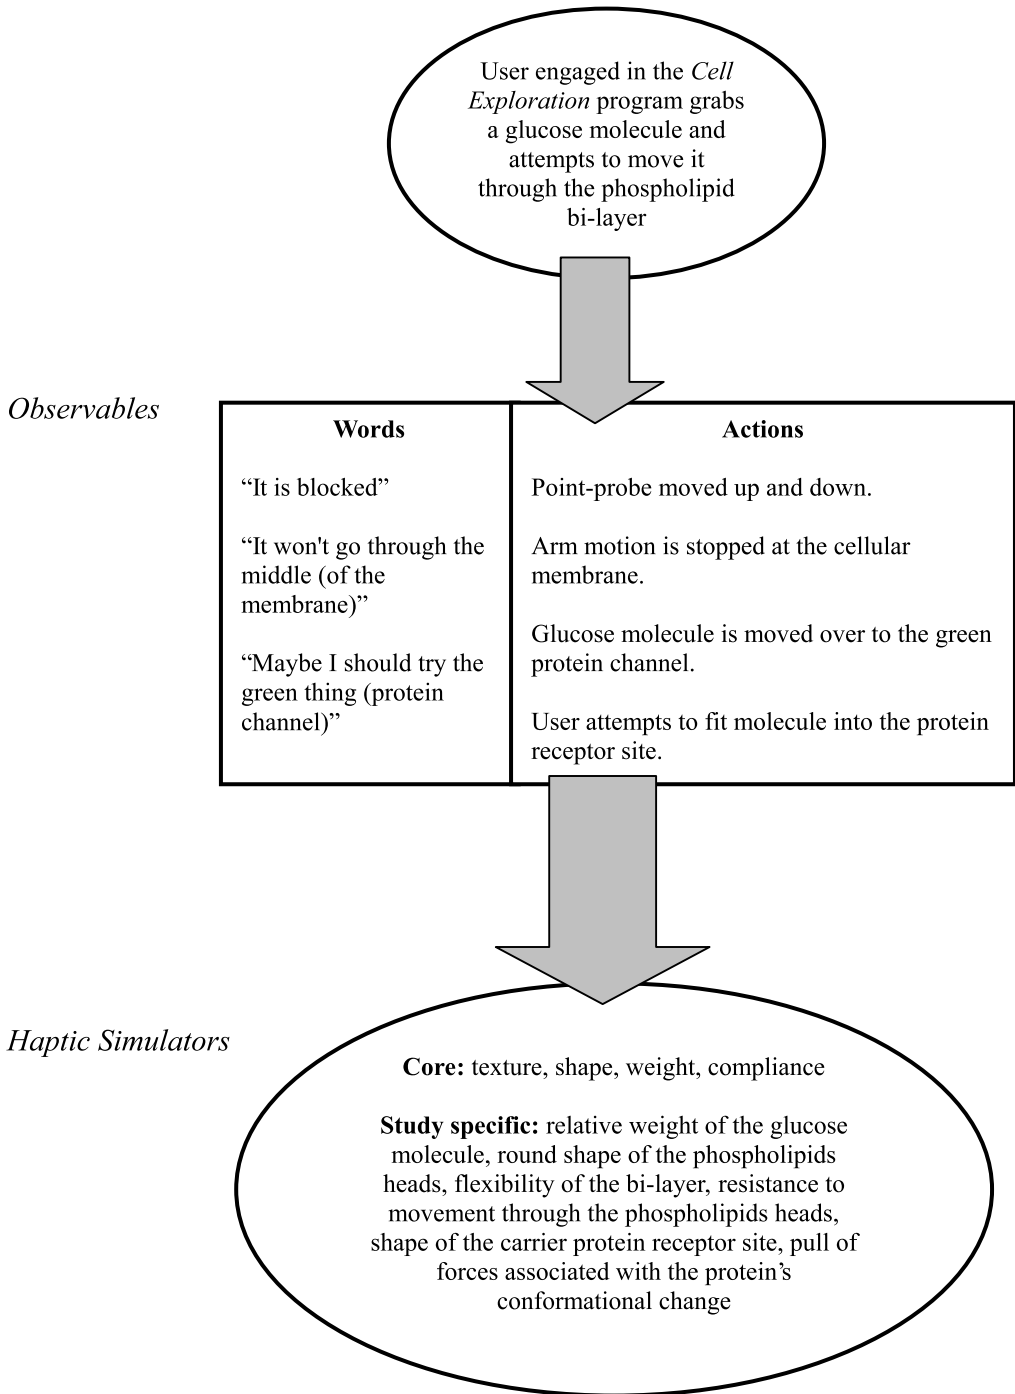 User engaged in the Cell
Exploration program grabs
a glucose molecule and
attempts to move it
through the phospholipid
bi-layer
Observables
Words
“It is blocked”
“It won't go through the
middle (of the
membrane)”
“Maybe I should try the
green thing (protein
channel)”
Actions
Point-probe moved up and down.
Arm motion is stopped at the cellular
membrane.
Glucose molecule is moved over to the green
protein channel.
User attempts to fit molecule into the protein
receptor site.
Haptic Simulators
Core: texture, shape, weight, compliance
Study specific: relative weight of the glucose
molecule, round shape of the phospholipids
heads, flexibility of the bi-layer, resistance to
movement through the phospholipids heads,
shape of the carrier protein receptor site, pull of
forces associated with the protein’s
conformational change